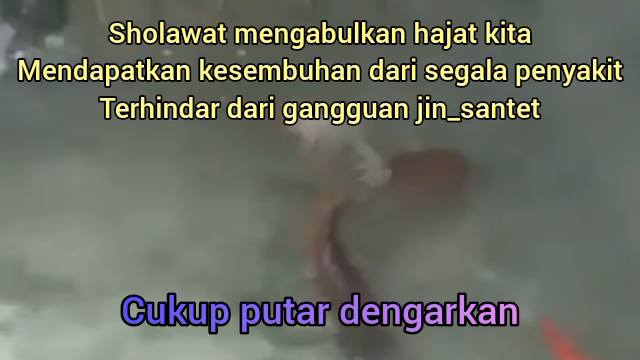 Sholawat mengabulkan hajat kita
Mendapatkan kesembuhan dari segala penyakit
Terhindar dari gangguan jin_santet
Cukup putar dengarkan